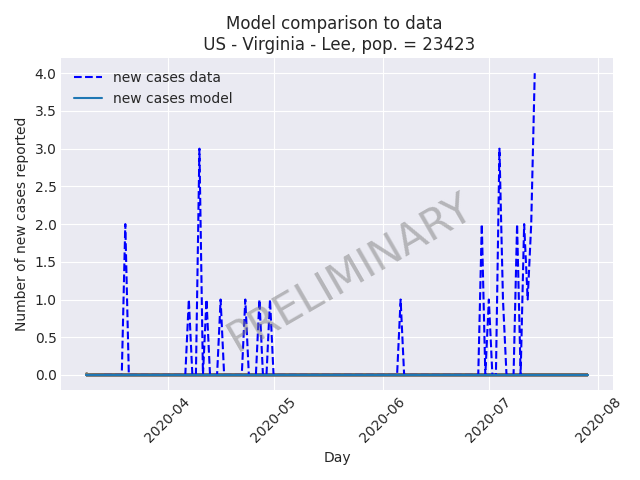 Model comparison to data
US - Virginia - Lee, pop. = 23423
4.0
3.5
3.0
2.5
2.0
1.5
1.0
0.5
0.0
Number of new cases reported
new cases data
new cases model
PRELIMINARY
2020-04
2020-05
2020-06
2020-07
2020-08
Day